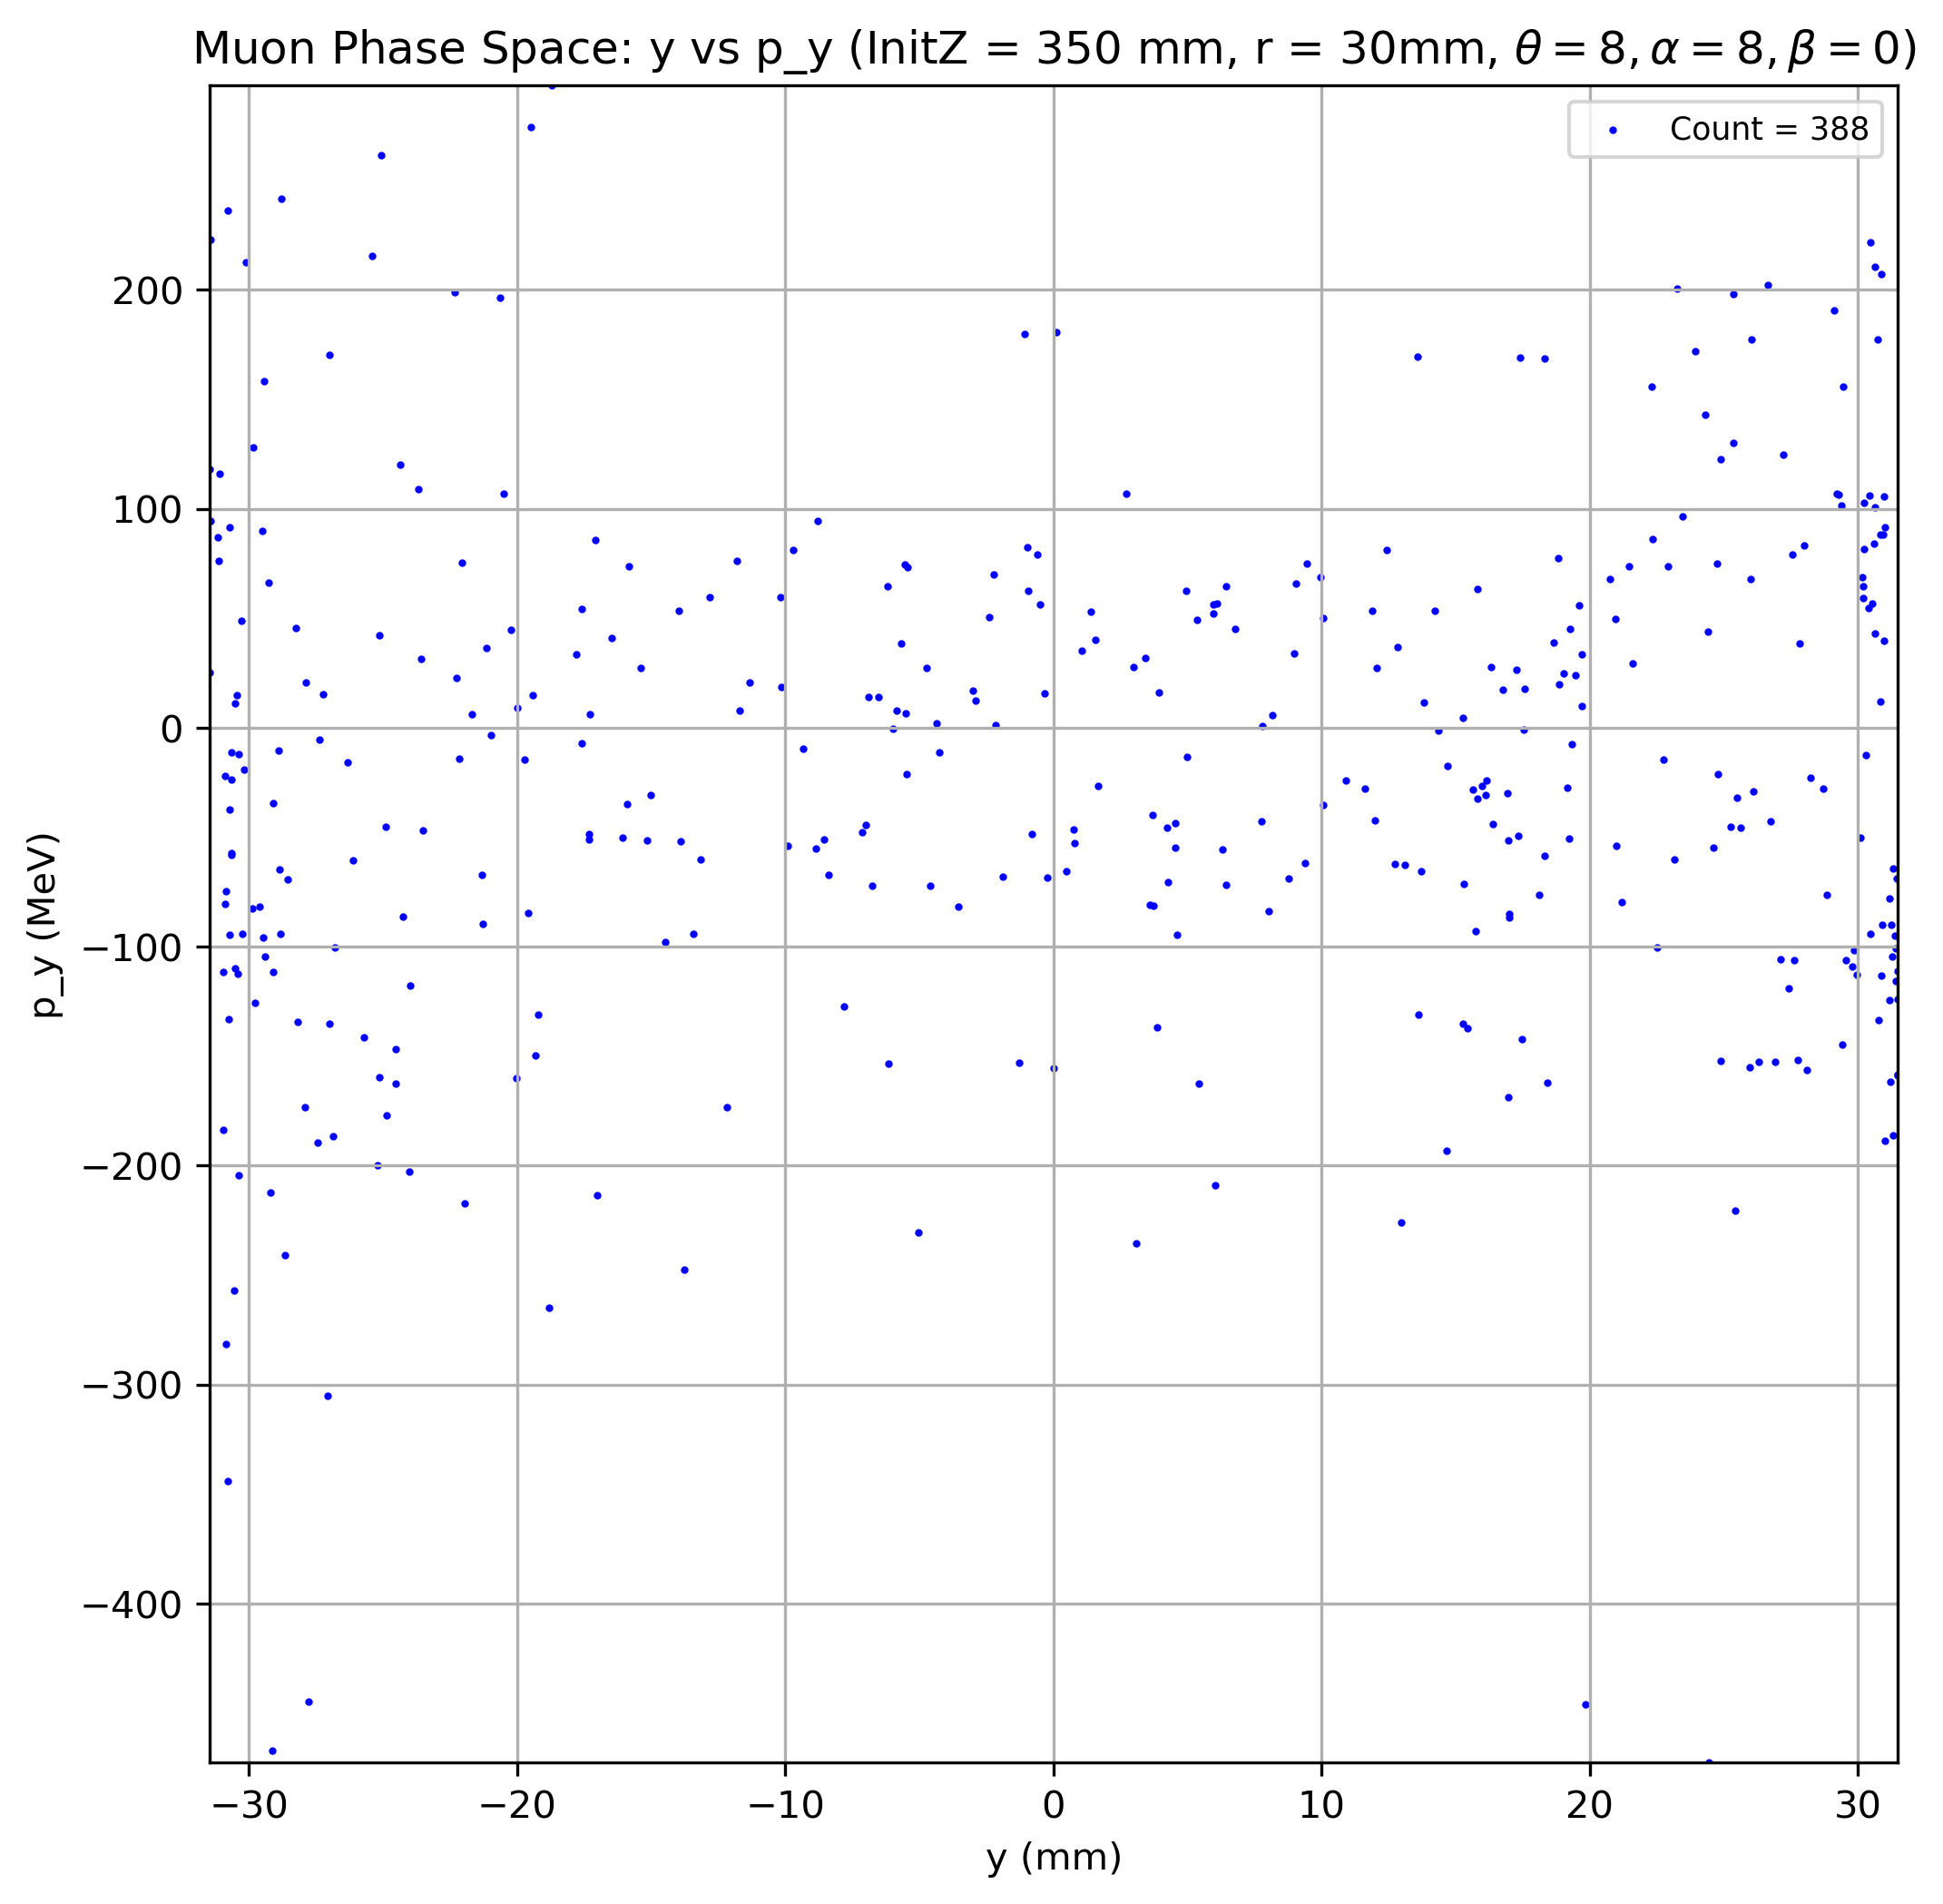 Muon Phase Space: y vs p_y (InitZ = 350 mm, r = 30mm, θ = 8, α = 8, β = 0)
Count = 388
200
100
0
−100
−200
−300
−400
p_y (MeV)
−30 −20 −10 0 10 20 30
y (mm)